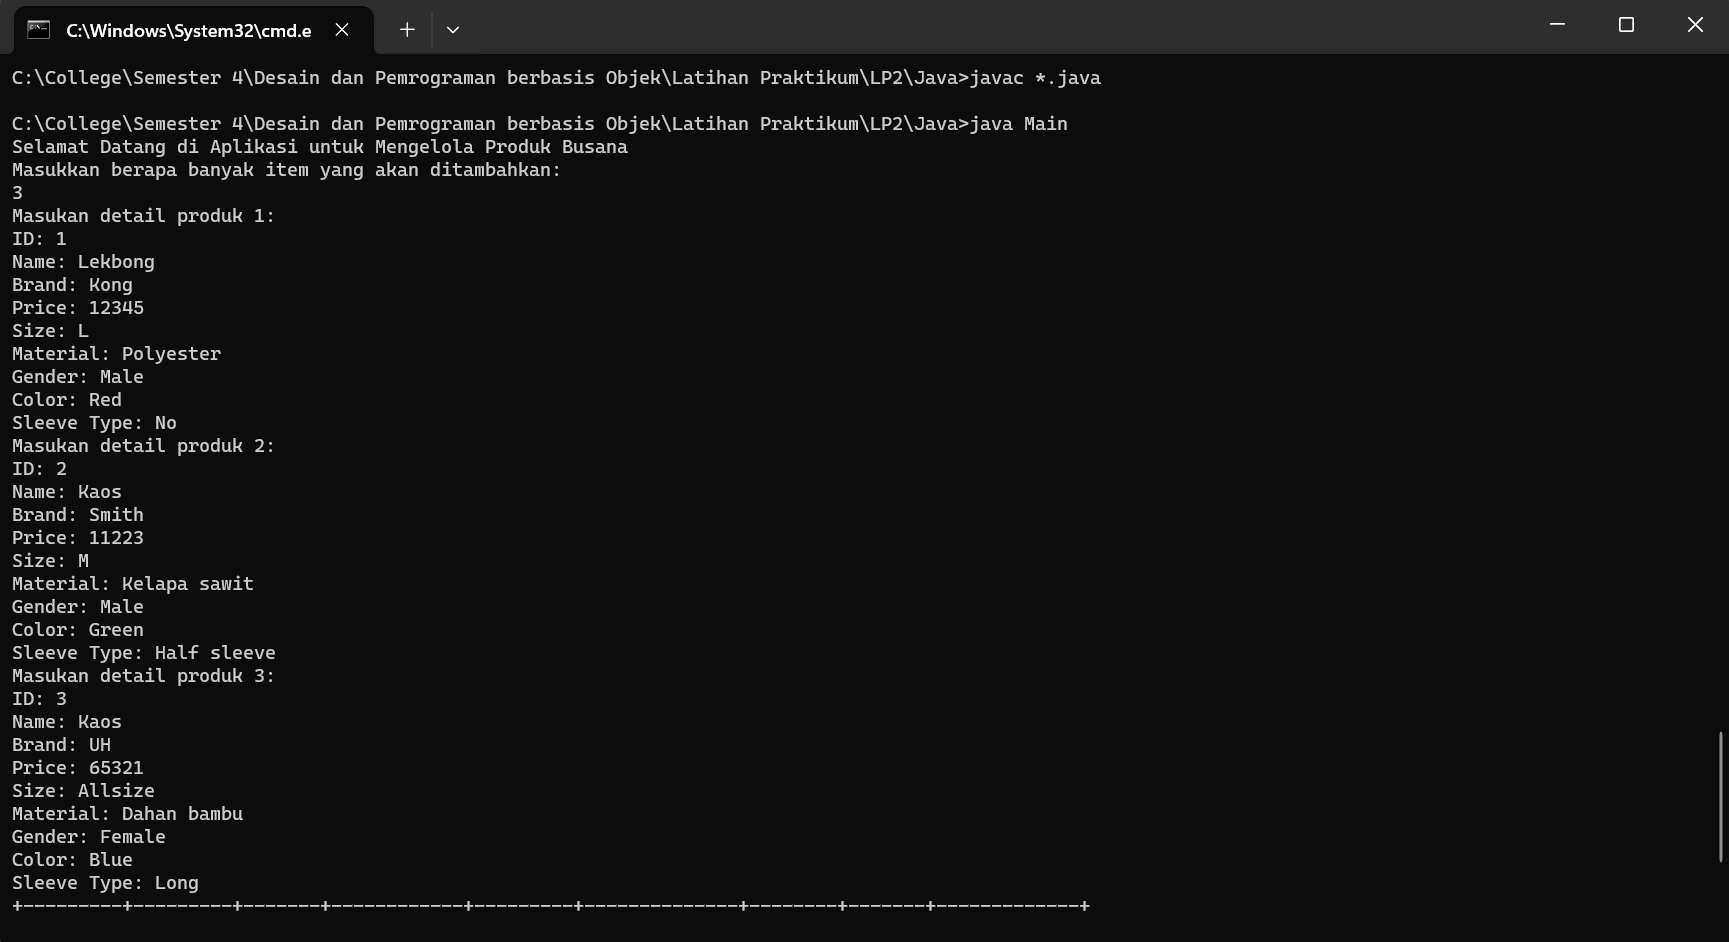 C:\Windows\System32\cmd.e
C:\College\Semester 4\Desain dan Pemrograman berbasis Objek\Latihan Praktikum\LP2\Java>javac *.java
C:\College\Semester 4\Desain dan Pemrograman berbasis Objek\Latihan Praktikum\LP2\Java>java Main
Selamat Datang di Aplikasi untuk Mengelola Produk Busana
Masukkan berapa banyak item yang akan ditambahkan:
3
Masukan detail produk 1:
ID: 1
Name: Lekbong
Brand: Kong
Price: 12345
Size: L
Material: Polyester
Gender: Male
Color: Red
Sleeve Type: No
Masukan detail produk 2:
ID: 2
Name: Kaos
Brand: Smith
Price: 11223
Size: M
Material: Kelapa sawit
Gender: Male
Color: Green
Sleeve Type: Half sleeve
Masukan detail produk 3:
ID: 3
Name: Kaos
Brand: UH
Price: 65321
Size: Allsize
Material: Dahan bambu
Gender: Female
Color: Blue
Sleeve Type: Long
+---------+---------+-------+------------+---------+--------------+--------+-------+-------------+